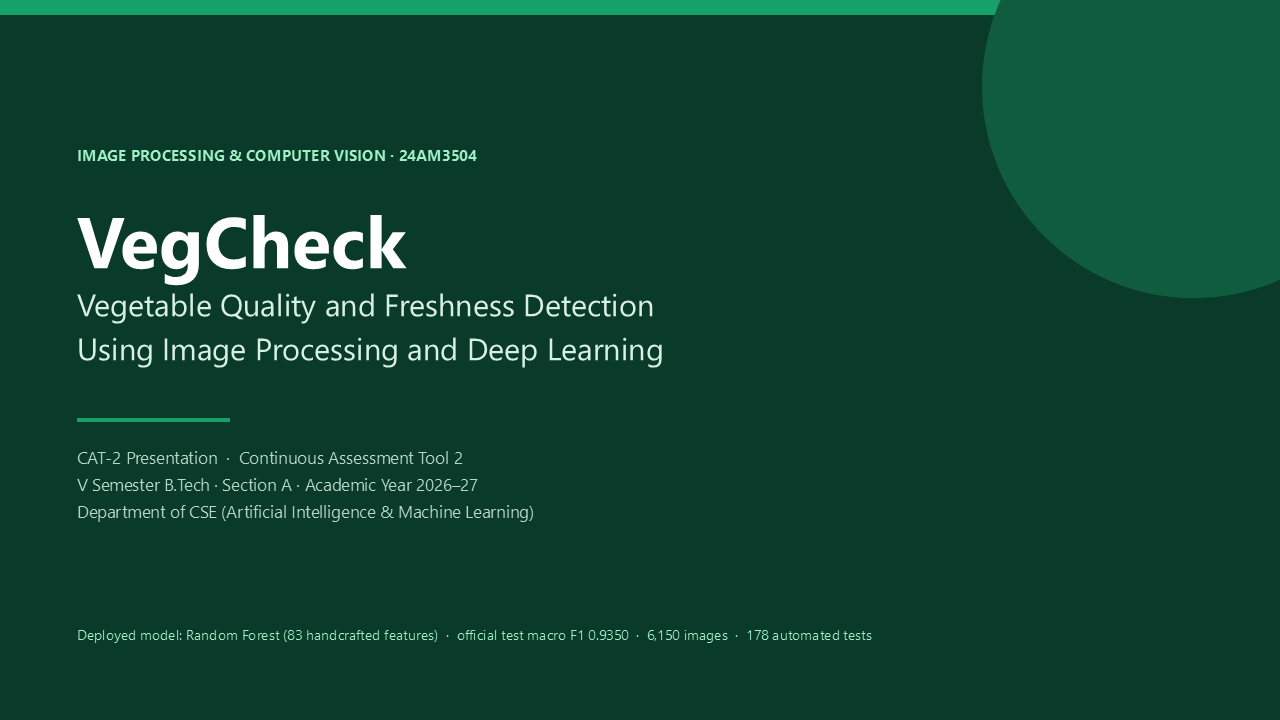 IMAGE PROCESSING & COMPUTER VISION · 24AM3504
VegCheck
Vegetable Quality and Freshness Detection
Using Image Processing and Deep Learning
CAT-2 Presentation · Continuous Assessment Tool 2
V Semester B.Tech · Section A · Academic Year 2026–27
Department of CSE (Artificial Intelligence & Machine Learning)
Deployed model: Random Forest (83 handcrafted features) · official test macro F1 0.9350 · 6,150 images · 178 automated tests